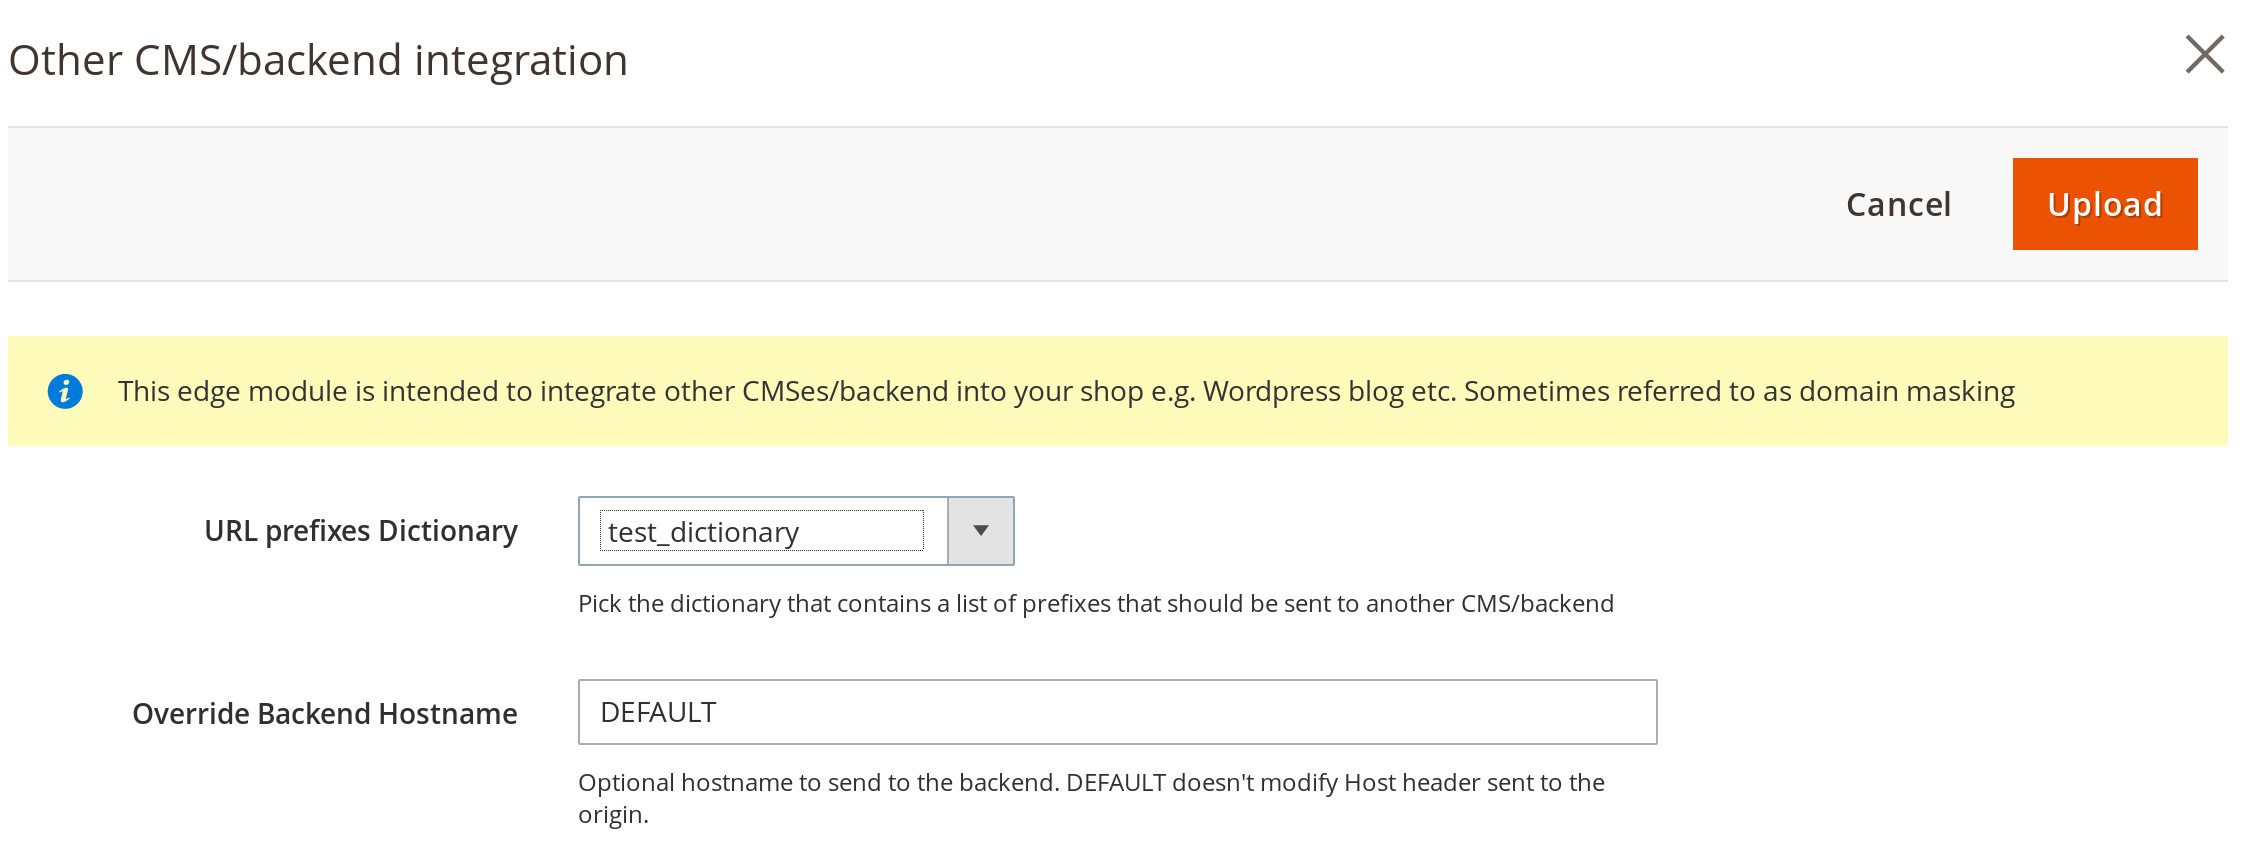 Other CMS/backend integration
Cancel
Upload
This edge module is intended to integrate other CMSes/backend into your shop e.g. Wordpress blog etc. Sometimes referred to as domain masking
URL prefixes Dictionary
test_dictionary
Pick the dictionary that contains a list of prefixes that should be sent to another CMS/backend
Override Backend Hostname
DEFAULT
Optional hostname to send to the backend. DEFAULT doesn't modify Host header sent to the
origin.